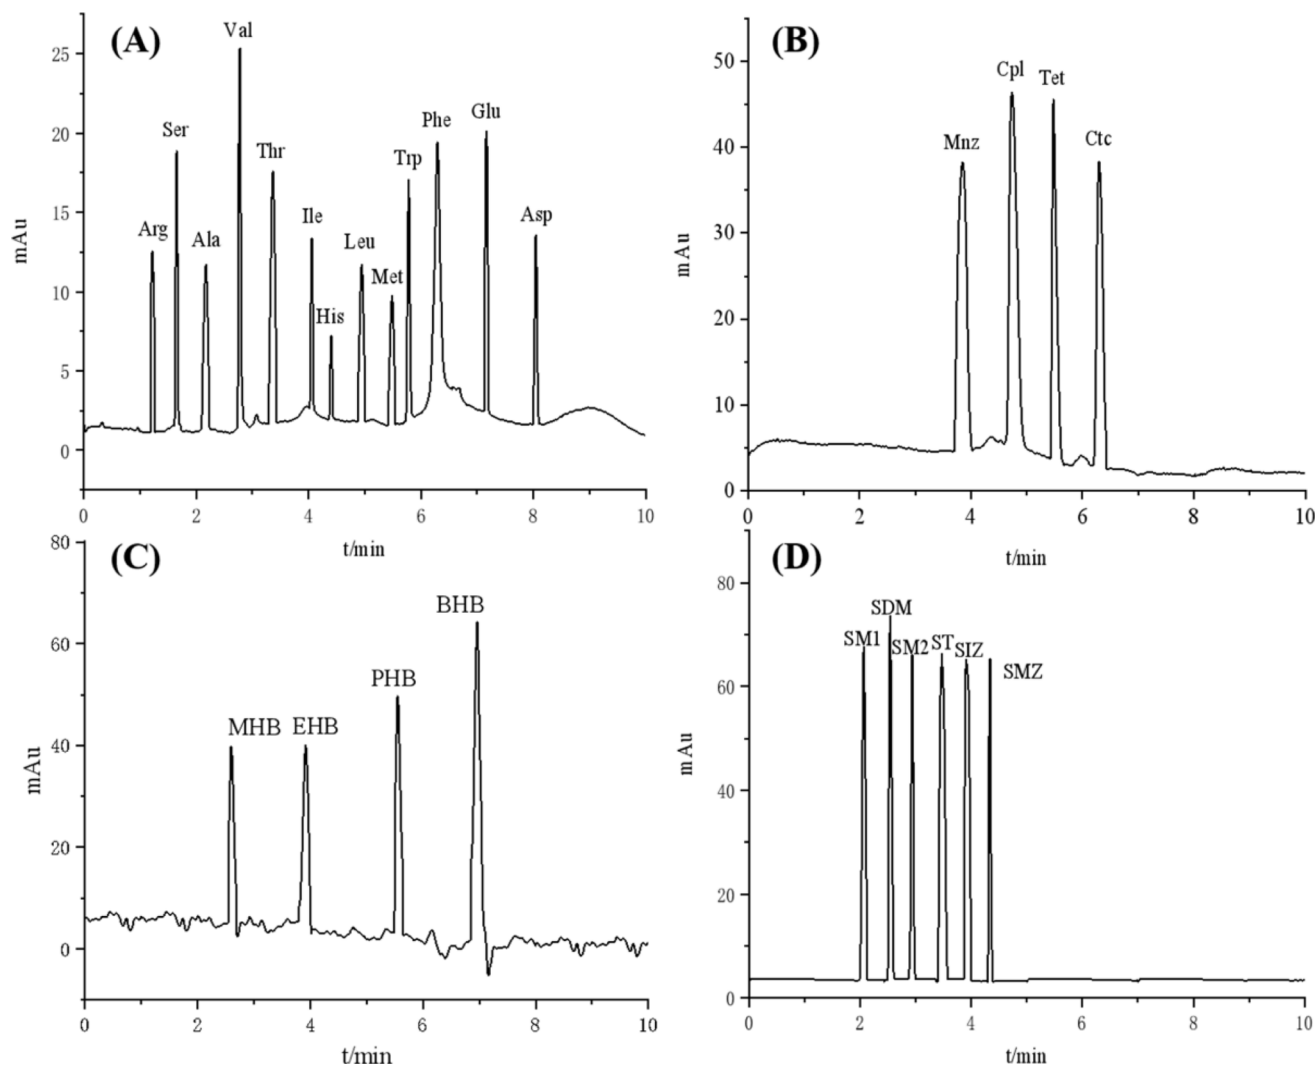 (A)
Val
Ser
Thr
Phe
Glu
Trp
Arg
Ala
Ile
Leu
Asp
Met
His
mAu
25
20
15
10
5
0
0 2 4 6 8 10
t/min
(B)
Cpl
Tet
Mnz
Ctc
mAu
50
40
30
20
10
0
0 2 4 6 8 10
t/min
(C)
BHB
PHB
MHB EHB
mAu
80
60
40
20
0
0 2 4 6 8 10
t/min
(D)
SDM
SM1 SM2 ST SIZ
SMZ
mAu
80
60
40
20
0
0 2 4 6 8 10
t/min